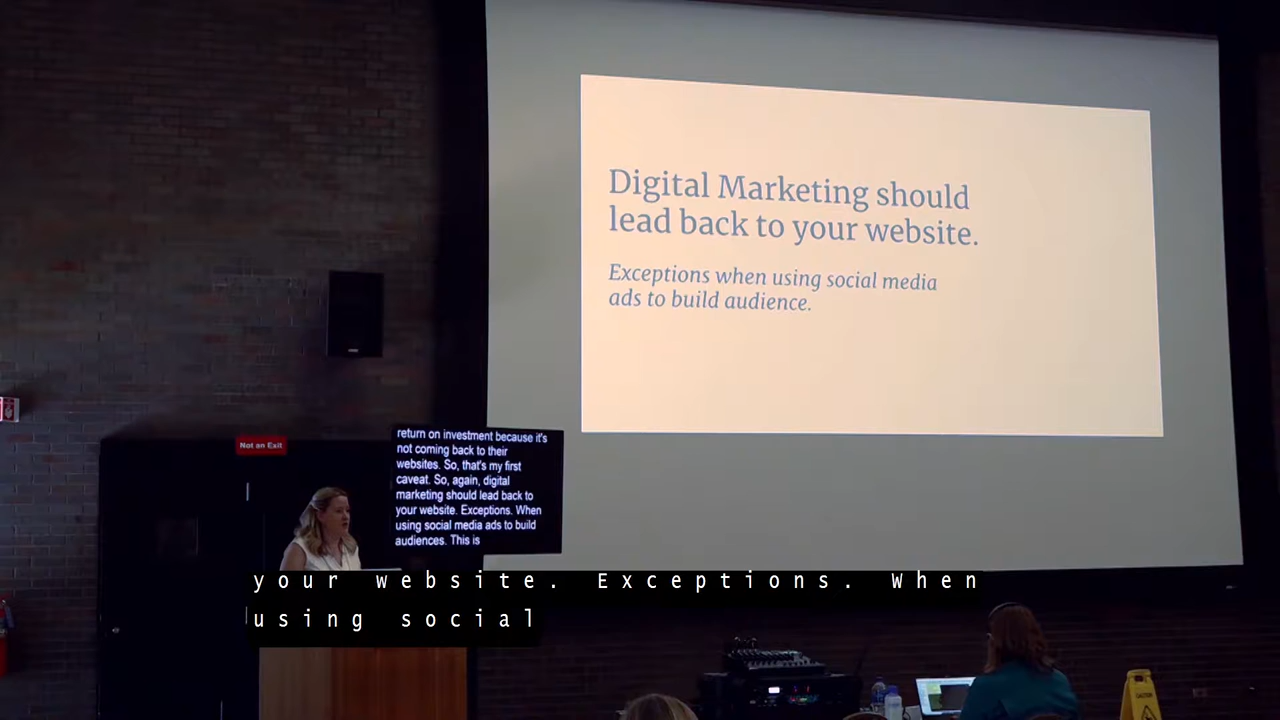 Digital Marketing should
lead back to your website.
Exceptions when using social media
ads to build audience.
Not an Exit
return on investment because it's
not coming back to their
websites. So, that's my first
caveat. So, again, digital
marketing should lead back to
your website. Exceptions. When
using social media ads to build
audiences. This is
your website. Exceptions. When
using social
CAUTION